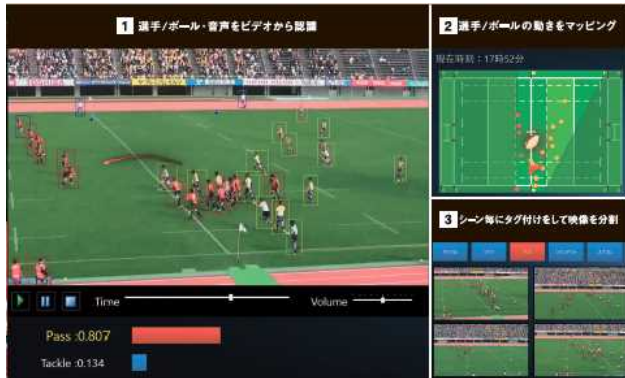 1 選手/ボール・音声をビデオから認識
TOSHIBA
Time
Volume
Pass :0.807
Tackle :0.134
2 選手/ボールの動きをマッピング
現在時刻:17時52分
3 シーン毎にタグ付けをして映像を分割